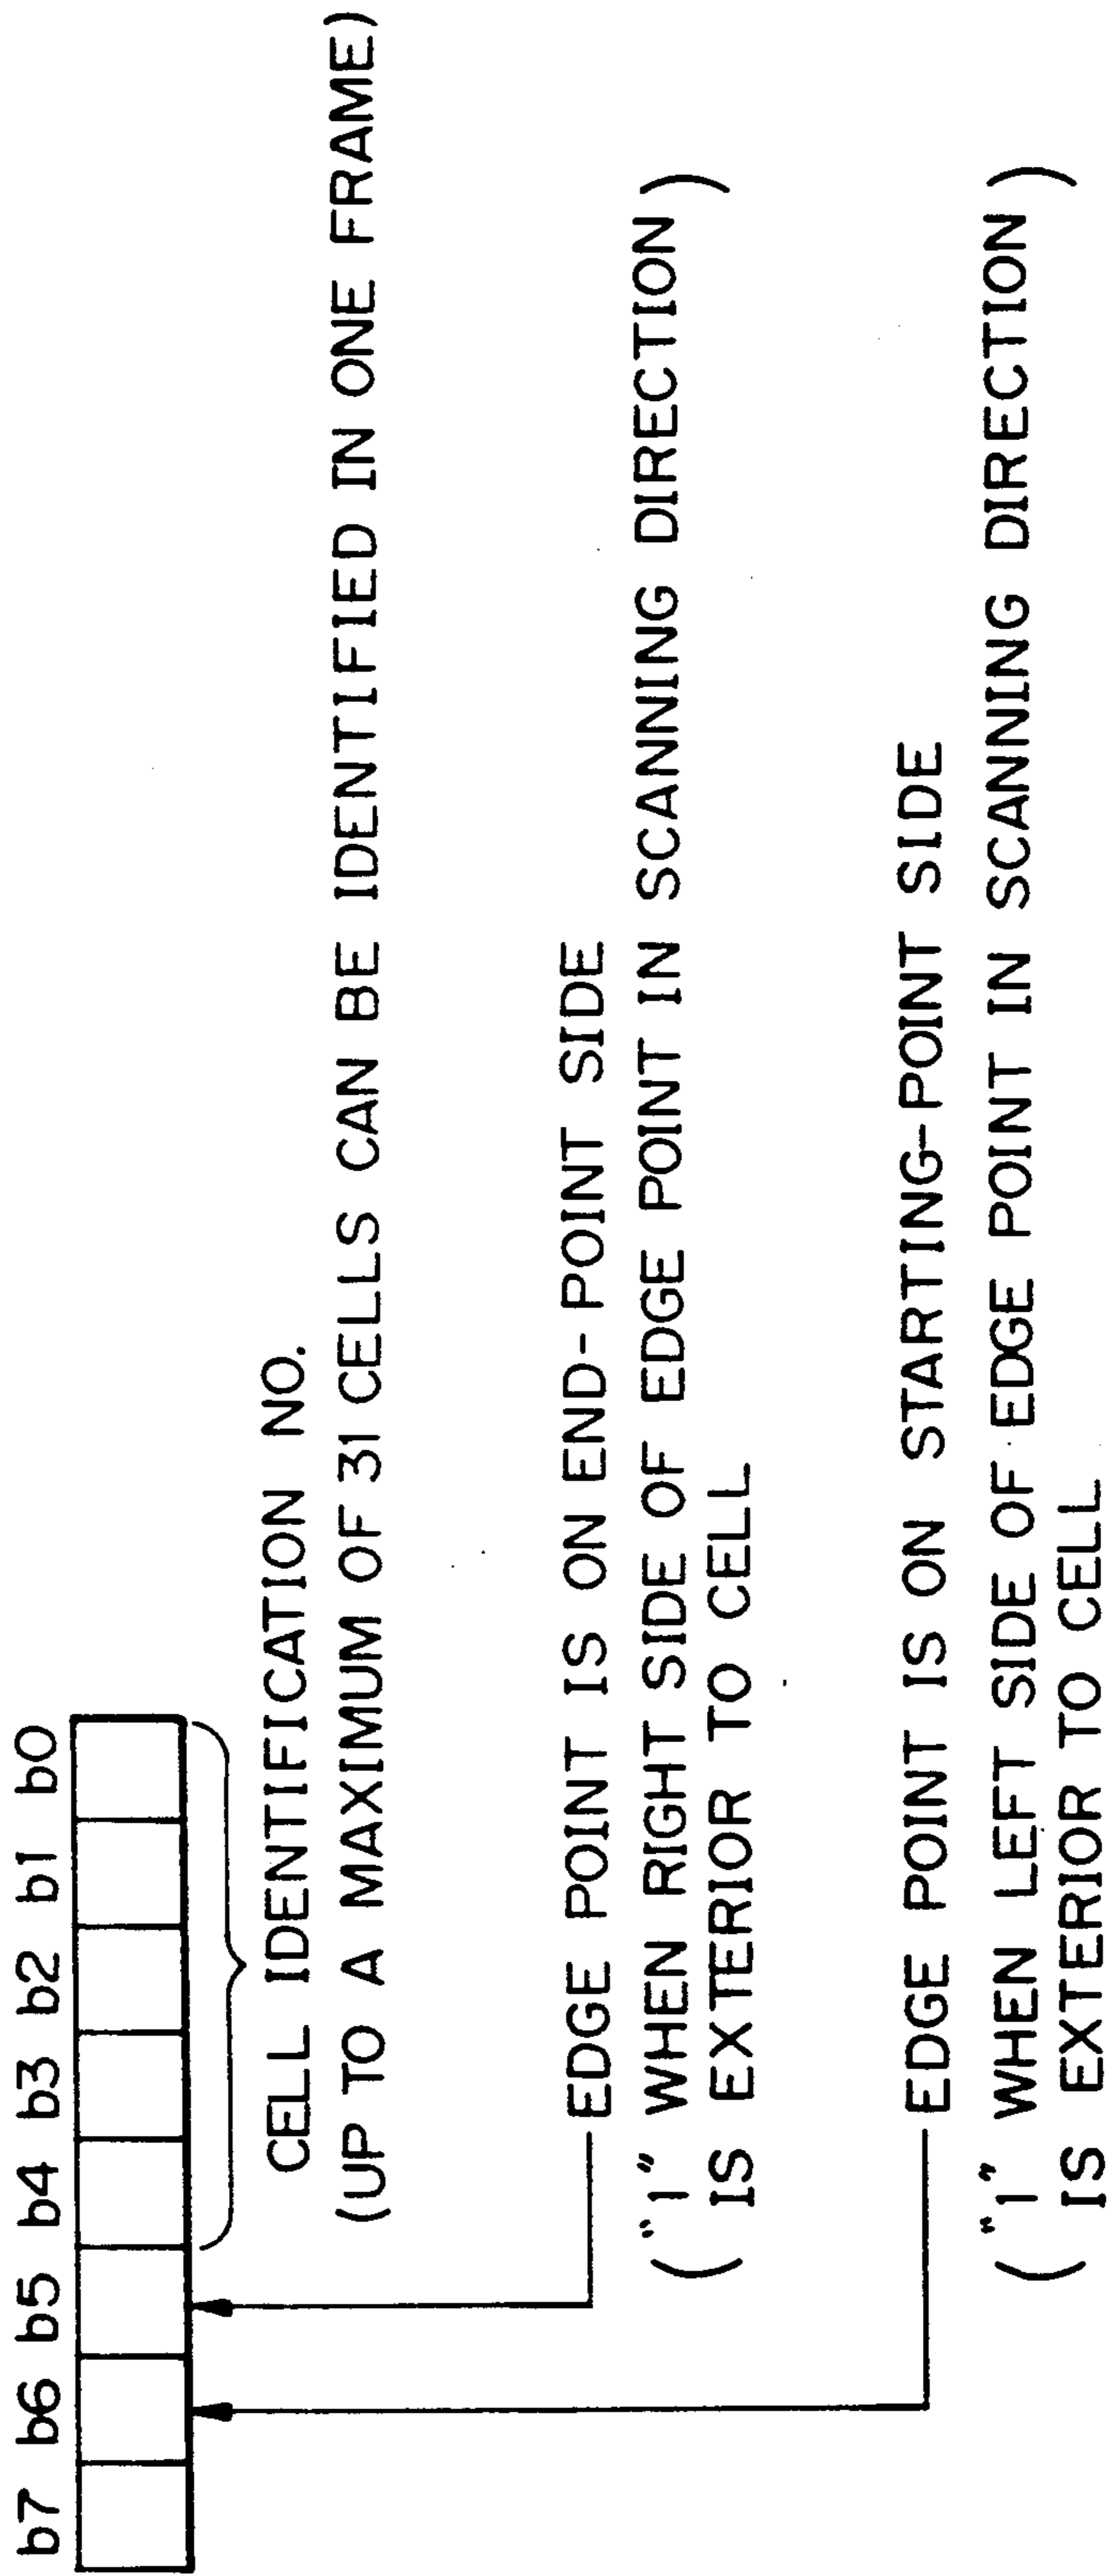 b7 b6 b5 b4 b3 b2 b1 b0
CELL IDENTIFICATION NO.
(UP TO A MAXIMUM OF 31 CELLS CAN BE IDENTIFIED IN ONE FRAME)
EDGE POINT IS ON END-POINT SIDE
("1" WHEN RIGHT SIDE OF EDGE POINT IN SCANNING DIRECTION
IS EXTERIOR TO CELL)
EDGE POINT IS ON STARTING-POINT SIDE
("1" WHEN LEFT SIDE OF EDGE POINT IN SCANNING DIRECTION
IS EXTERIOR TO CELL)